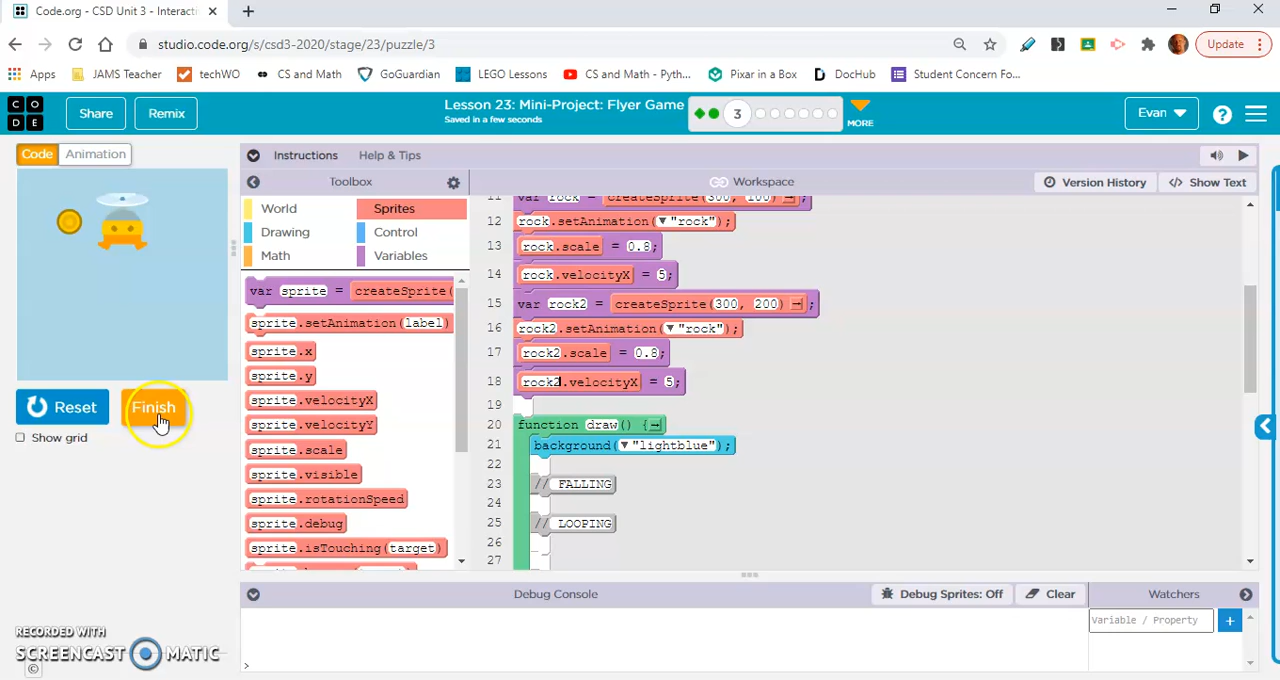 Code.org - CSD Unit 3 - Interacti
studio.code.org/s/csd3-2020/stage/23/puzzle/3
Update
Apps
JAMS Teacher
techWO
CS and Math
GoGuardian
LEGO Lessons
CS and Math - Pyth...
Pixar in a Box
DocHub
Student Concern Fo...
CO
DE
Share
Remix
Lesson 23: Mini-Project: Flyer Game
Saved in a few seconds
3
MORE
Evan
?
Code
Animation
Instructions
Help & Tips
Toolbox
Workspace
Version History
</> Show Text
World
Sprites
Drawing
Control
Math
Variables
var sprite = createSprite(
sprite.setAnimation(label)
sprite.x
sprite.y
sprite.velocityX
sprite.velocityY
sprite.scale
sprite.visible
sprite.rotationSpeed
sprite.debug
sprite.isTouching(target)
11 var rock = createSprite(300, 100);
12 rock.setAnimation("rock");
13 rock.scale = 0.8;
14 rock.velocityX = 5;
15 var rock2 = createSprite(300, 200);
16 rock2.setAnimation("rock");
17 rock2.scale = 0.8;
18 rock2.velocityX = 5;
19
20 function draw() {
21 background("lightblue");
22
23 // FALLING
24
25 // LOOPING
26
27
Reset
Finish
Show grid
Debug Console
Debug Sprites: Off
Clear
Watchers
Variable / Property
+
>
RECORDED WITH
SCREENCAST MATIC
©